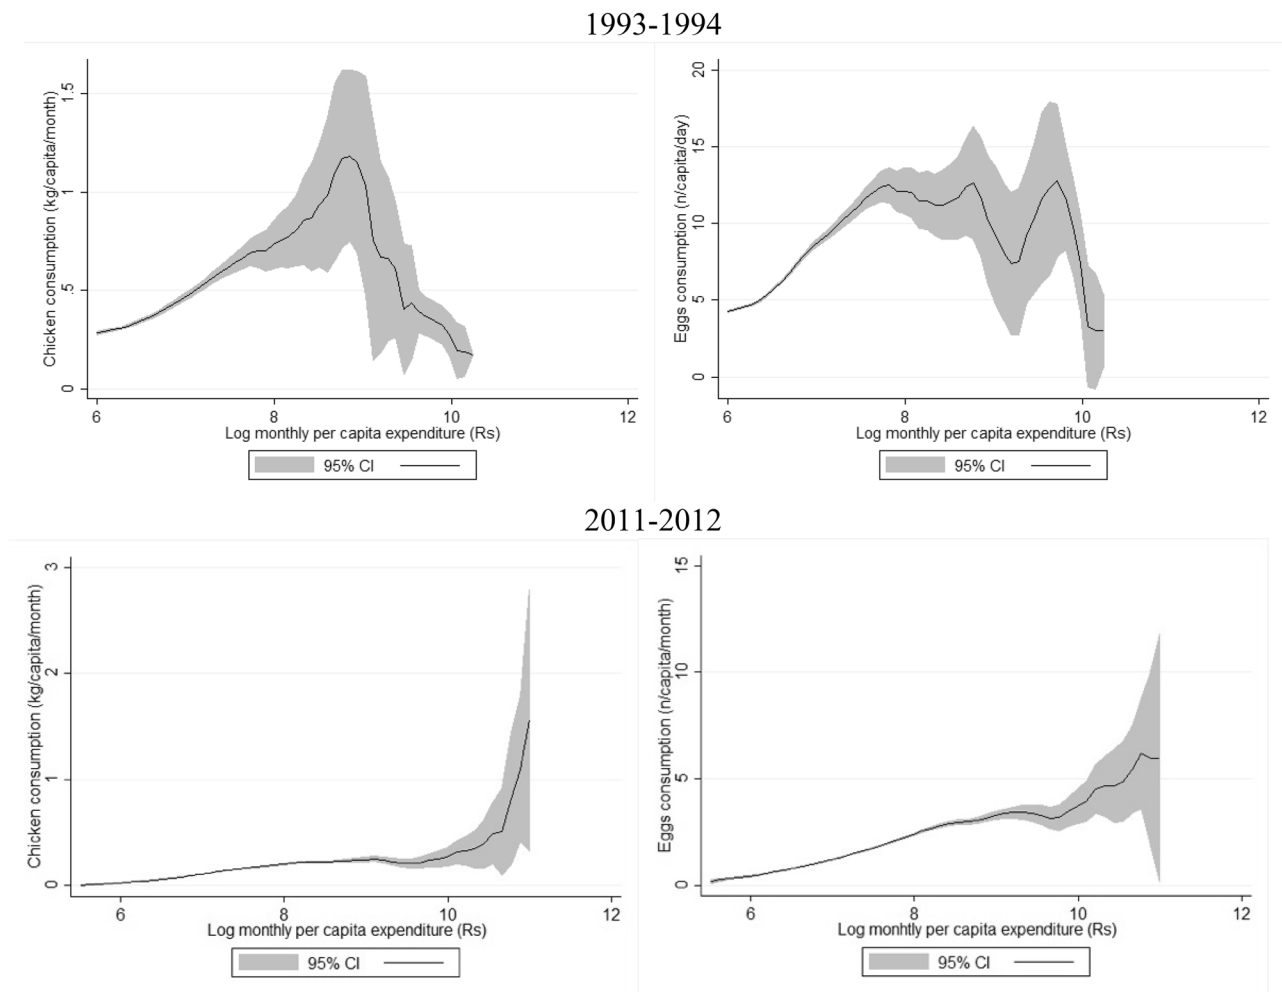 1993-1994
Chicken consumption (kg/capita/month)
0 .5 1 1.5
6 8 10 12
Log monthly per capita expenditure (Rs)
95% CI
Eggs consumption (n/capita/day)
0 5 10 15 20
6 8 10 12
Log monthly per capita expenditure (Rs)
95% CI
2011-2012
Chicken consumption (kg/capita/month)
0 1 2 3
6 8 10 12
Log monhtly per capita expenditure (Rs)
95% CI
Eggs consumption (n/capita/month)
0 5 10 15
6 8 10 12
Log monhtly per capita expenditure (Rs)
95% CI